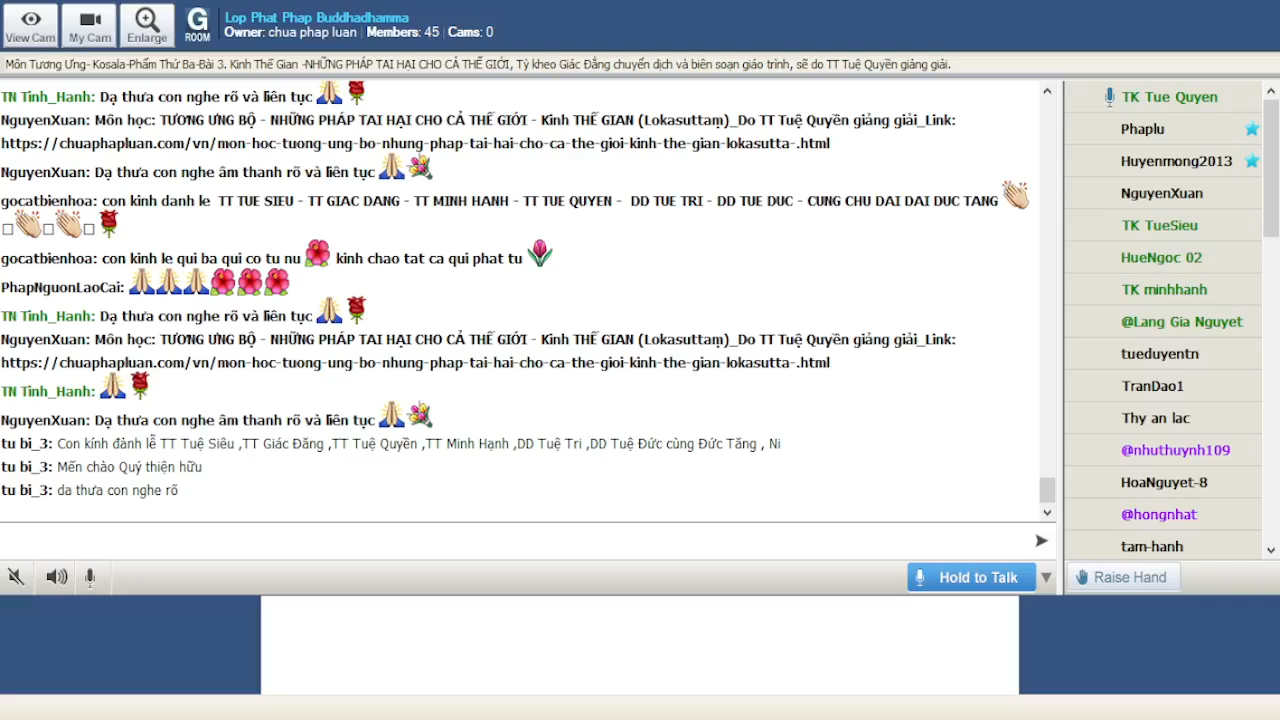 View Cam
My Cam
Enlarge
G
ROOM
Lop Phat Phap Buddhadhamma
Owner: chua phap luan | Members: 45 | Cams: 0
Môn Tương Ưng- Kosala-Phẩm Thứ Ba-Bài 3. Kinh Thế Gian -NHỮNG PHÁP TAI HẠI CHO CẢ THẾ GIỚI, Tỳ kheo Giác Đẳng chuyển dịch và biên soạn giáo trình, sẽ do TT Tuệ Quyền giảng giải.
TN Tinh_Hanh: Dạ thưa con nghe rõ và liên tục
NguyenXuan: Môn học: TƯƠNG ƯNG BỘ - NHỮNG PHÁP TAI HẠI CHO CẢ THẾ GIỚI - Kinh THẾ GIAN (Lokasuttaṃ)_Do TT Tuệ Quyền giảng giải_Link:
https://chuaphapluan.com/vn/mon-hoc-tuong-ung-bo-nhung-phap-tai-hai-cho-ca-the-gioi-kinh-the-gian-lokasutta-.html
NguyenXuan: Dạ thưa con nghe âm thanh rõ và liên tục
gocatbienhoa: con kinh danh le TT TUE SIEU - TT GIAC DANG - TT MINH HANH - TT TUE QUYEN - DD TUE TRI - DD TUE DUC - CUNG CHU DAI DAI DUC TANG
gocatbienhoa: con kinh le qui ba qui co tu nu kinh chao tat ca qui phat tu
PhapNguonLaoCai:
TN Tinh_Hanh: Dạ thưa con nghe rõ và liên tục
NguyenXuan: Môn học: TƯƠNG ƯNG BỘ - NHỮNG PHÁP TAI HẠI CHO CẢ THẾ GIỚI - Kinh THẾ GIAN (Lokasuttaṃ)_Do TT Tuệ Quyền giảng giải_Link:
https://chuaphapluan.com/vn/mon-hoc-tuong-ung-bo-nhung-phap-tai-hai-cho-ca-the-gioi-kinh-the-gian-lokasutta-.html
TN Tinh_Hanh:
NguyenXuan: Dạ thưa con nghe âm thanh rõ và liên tục
tu bi_3: Con kính đảnh lễ TT Tuệ Siêu ,TT Giác Đăng ,TT Tuệ Quyền ,TT Minh Hạnh ,DD Tuệ Tri ,DD Tuệ Đức cùng Đức Tăng , Ni
tu bi_3: Mến chào Quý thiện hữu
tu bi_3: da thưa con nghe rõ
Hold to Talk
TK Tue Quyen
Phaplu
Huyenmong2013
NguyenXuan
TK TueSieu
HueNgoc 02
TK minhhanh
@Lang Gia Nguyet
tueduyentn
TranDao1
Thy an lac
@nhuthuynh109
HoaNguyet-8
@hongnhat
tam-hanh
Raise Hand